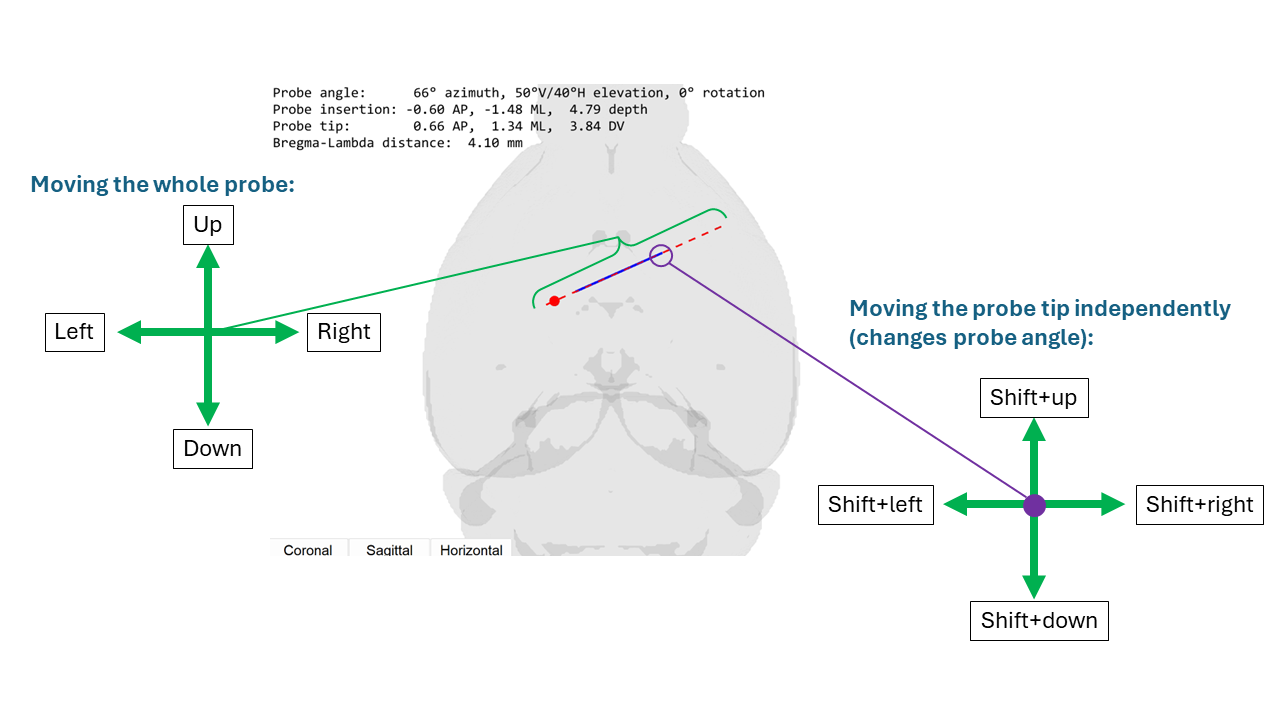 Probe angle:      66° azimuth, 50°V/40°H elevation, 0° rotation
Probe insertion: -0.60 AP, -1.48 ML,  4.79 depth
Probe tip:        0.66 AP,  1.34 ML,  3.84 DV
Bregma-Lambda distance:  4.10 mm
Moving the whole probe:
Up
Left
Right
Down
Moving the probe tip independently
(changes probe angle):
Shift+up
Shift+left
Shift+right
Shift+down
Coronal
Sagittal
Horizontal